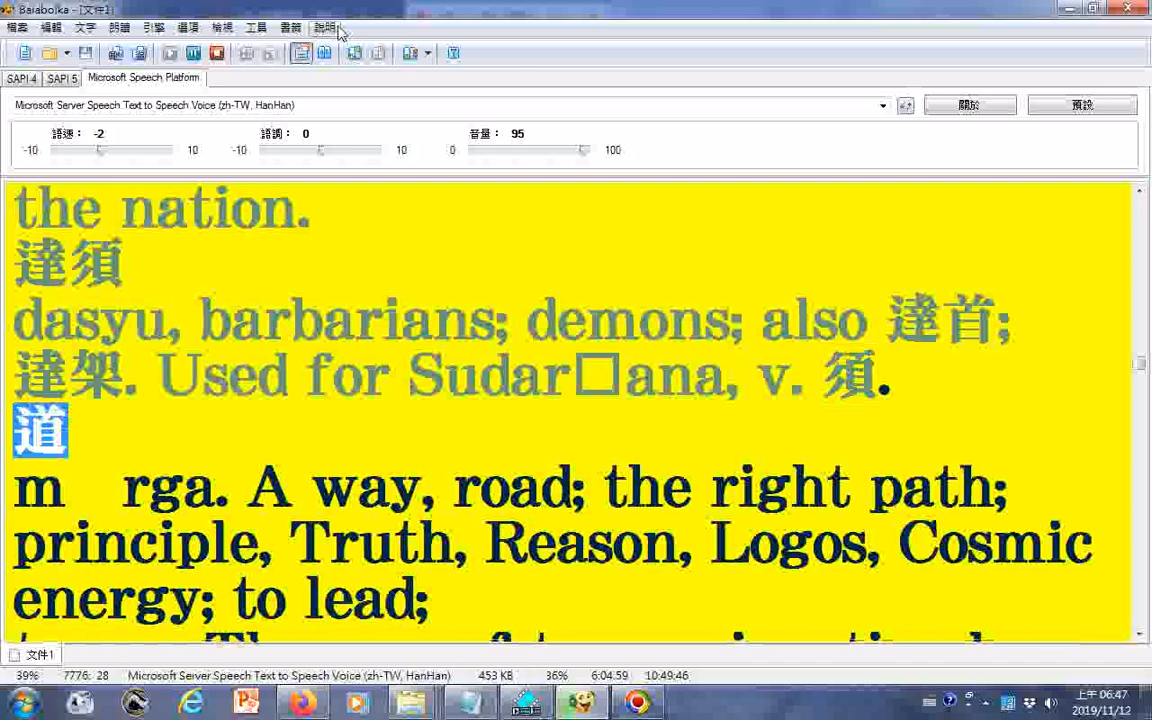 Balabolka - [文件1]
檔案 編輯 文字 朗讀 引擎 選項 檢視 工具 書籤 說明
SAPI 4 SAPI 5 Microsoft Speech Platform
Microsoft Server Speech Text to Speech Voice (zh-TW, HanHan) 關於 預設
語速： -2 語調： 0 音量： 95
-10 10 -10 10 0 100
the nation.
達須
dasyu, barbarians; demons; also 達首;
達架. Used for Sudar□ana, v. 須.
道
m rga. A way, road; the right path;
principle, Truth, Reason, Logos, Cosmic
energy; to lead;
文件1
39% 7776: 28 Microsoft Server Speech Text to Speech Voice (zh-TW, HanHan) 453 KB 36% 6:04:59 10:49:46
上午 06:47
2019/11/12